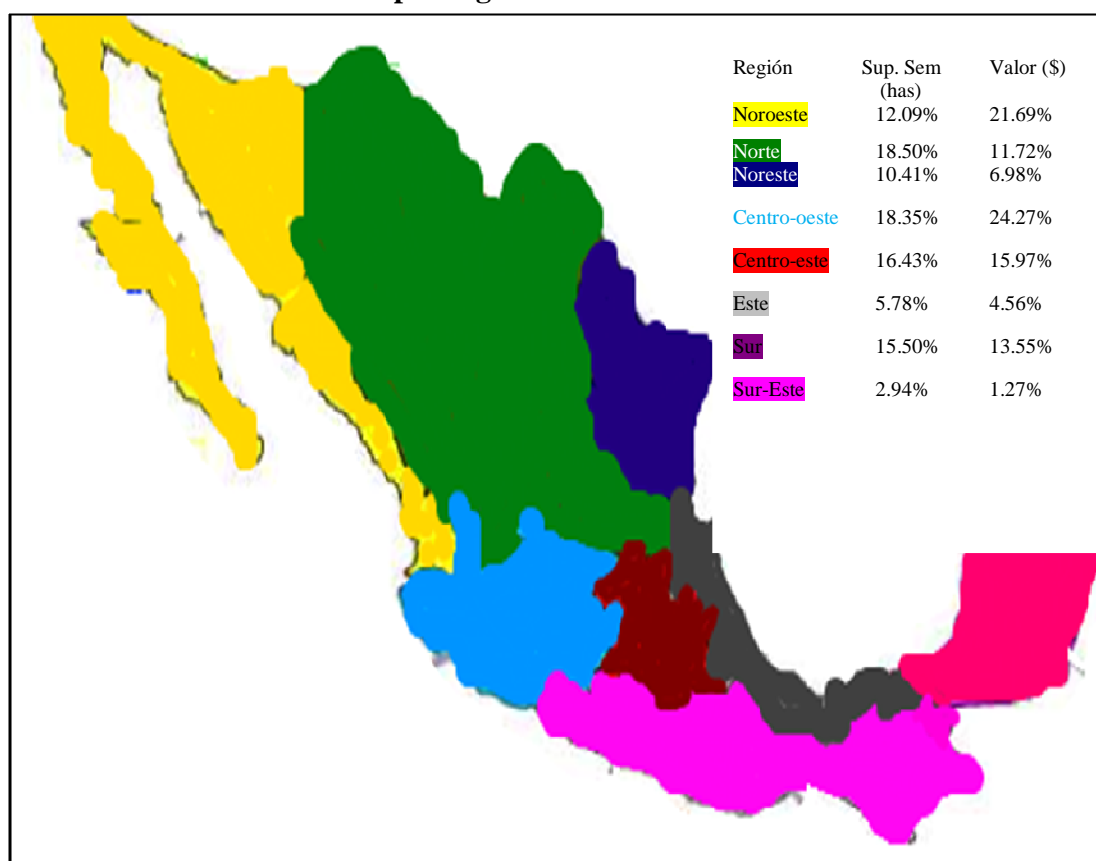 Región Sup. Sem Valor ($)
(has)
Noroeste 12.09% 21.69%
Norte 18.50% 11.72%
Noreste 10.41% 6.98%
Centro-oeste 18.35% 24.27%
Centro-este 16.43% 15.97%
Este 5.78% 4.56%
Sur 15.50% 13.55%
Sur-Este 2.94% 1.27%